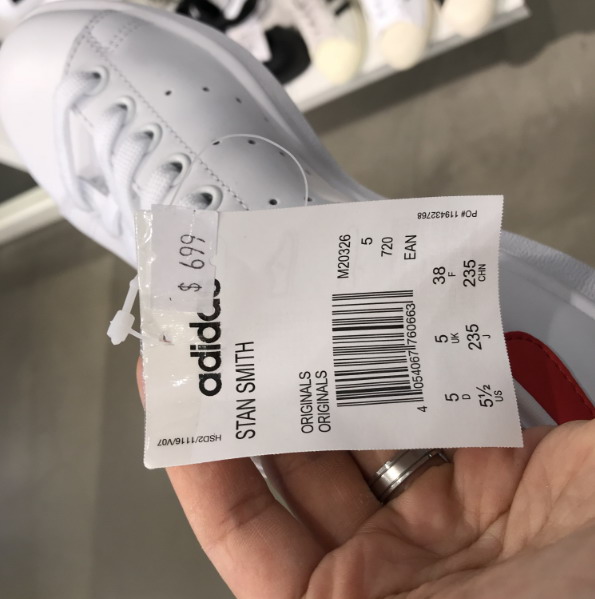 $ 699
adidas
STAN SMITH
ORIGINALS
ORIGINALS
HSD2/1116/V07
M20326
5
720
EAN
PO# 119432768
4 054067 760663
38
F
235
CHN
5
UK
235
J
5
D
5½
US